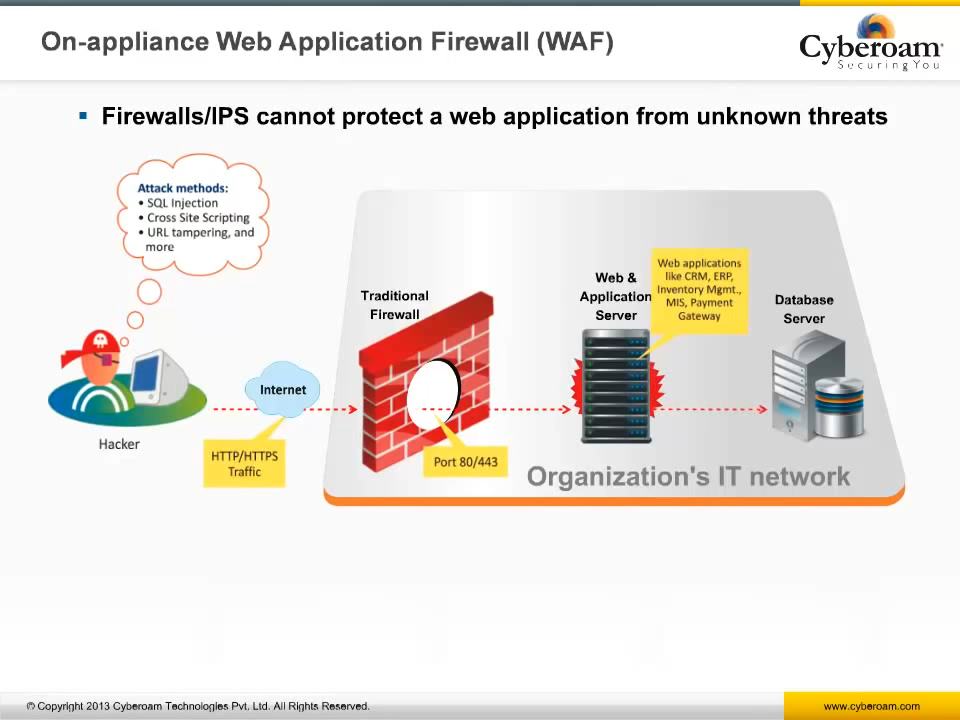 On-appliance Web Application Firewall (WAF)
Cyberoam
Securing You
▪ Firewalls/IPS cannot protect a web application from unknown threats
Attack methods:
• SQL Injection
• Cross Site Scripting
• URL tampering, and
more
Hacker
Internet
HTTP/HTTPS
Traffic
Traditional
Firewall
Port 80/443
Web &
Application
Server
Web applications
like CRM, ERP,
Inventory Mgmt.,
MIS, Payment
Gateway
Database
Server
Organization's IT network
© Copyright 2013 Cyberoam Technologies Pvt. Ltd. All Rights Reserved.
www.cyberoam.com